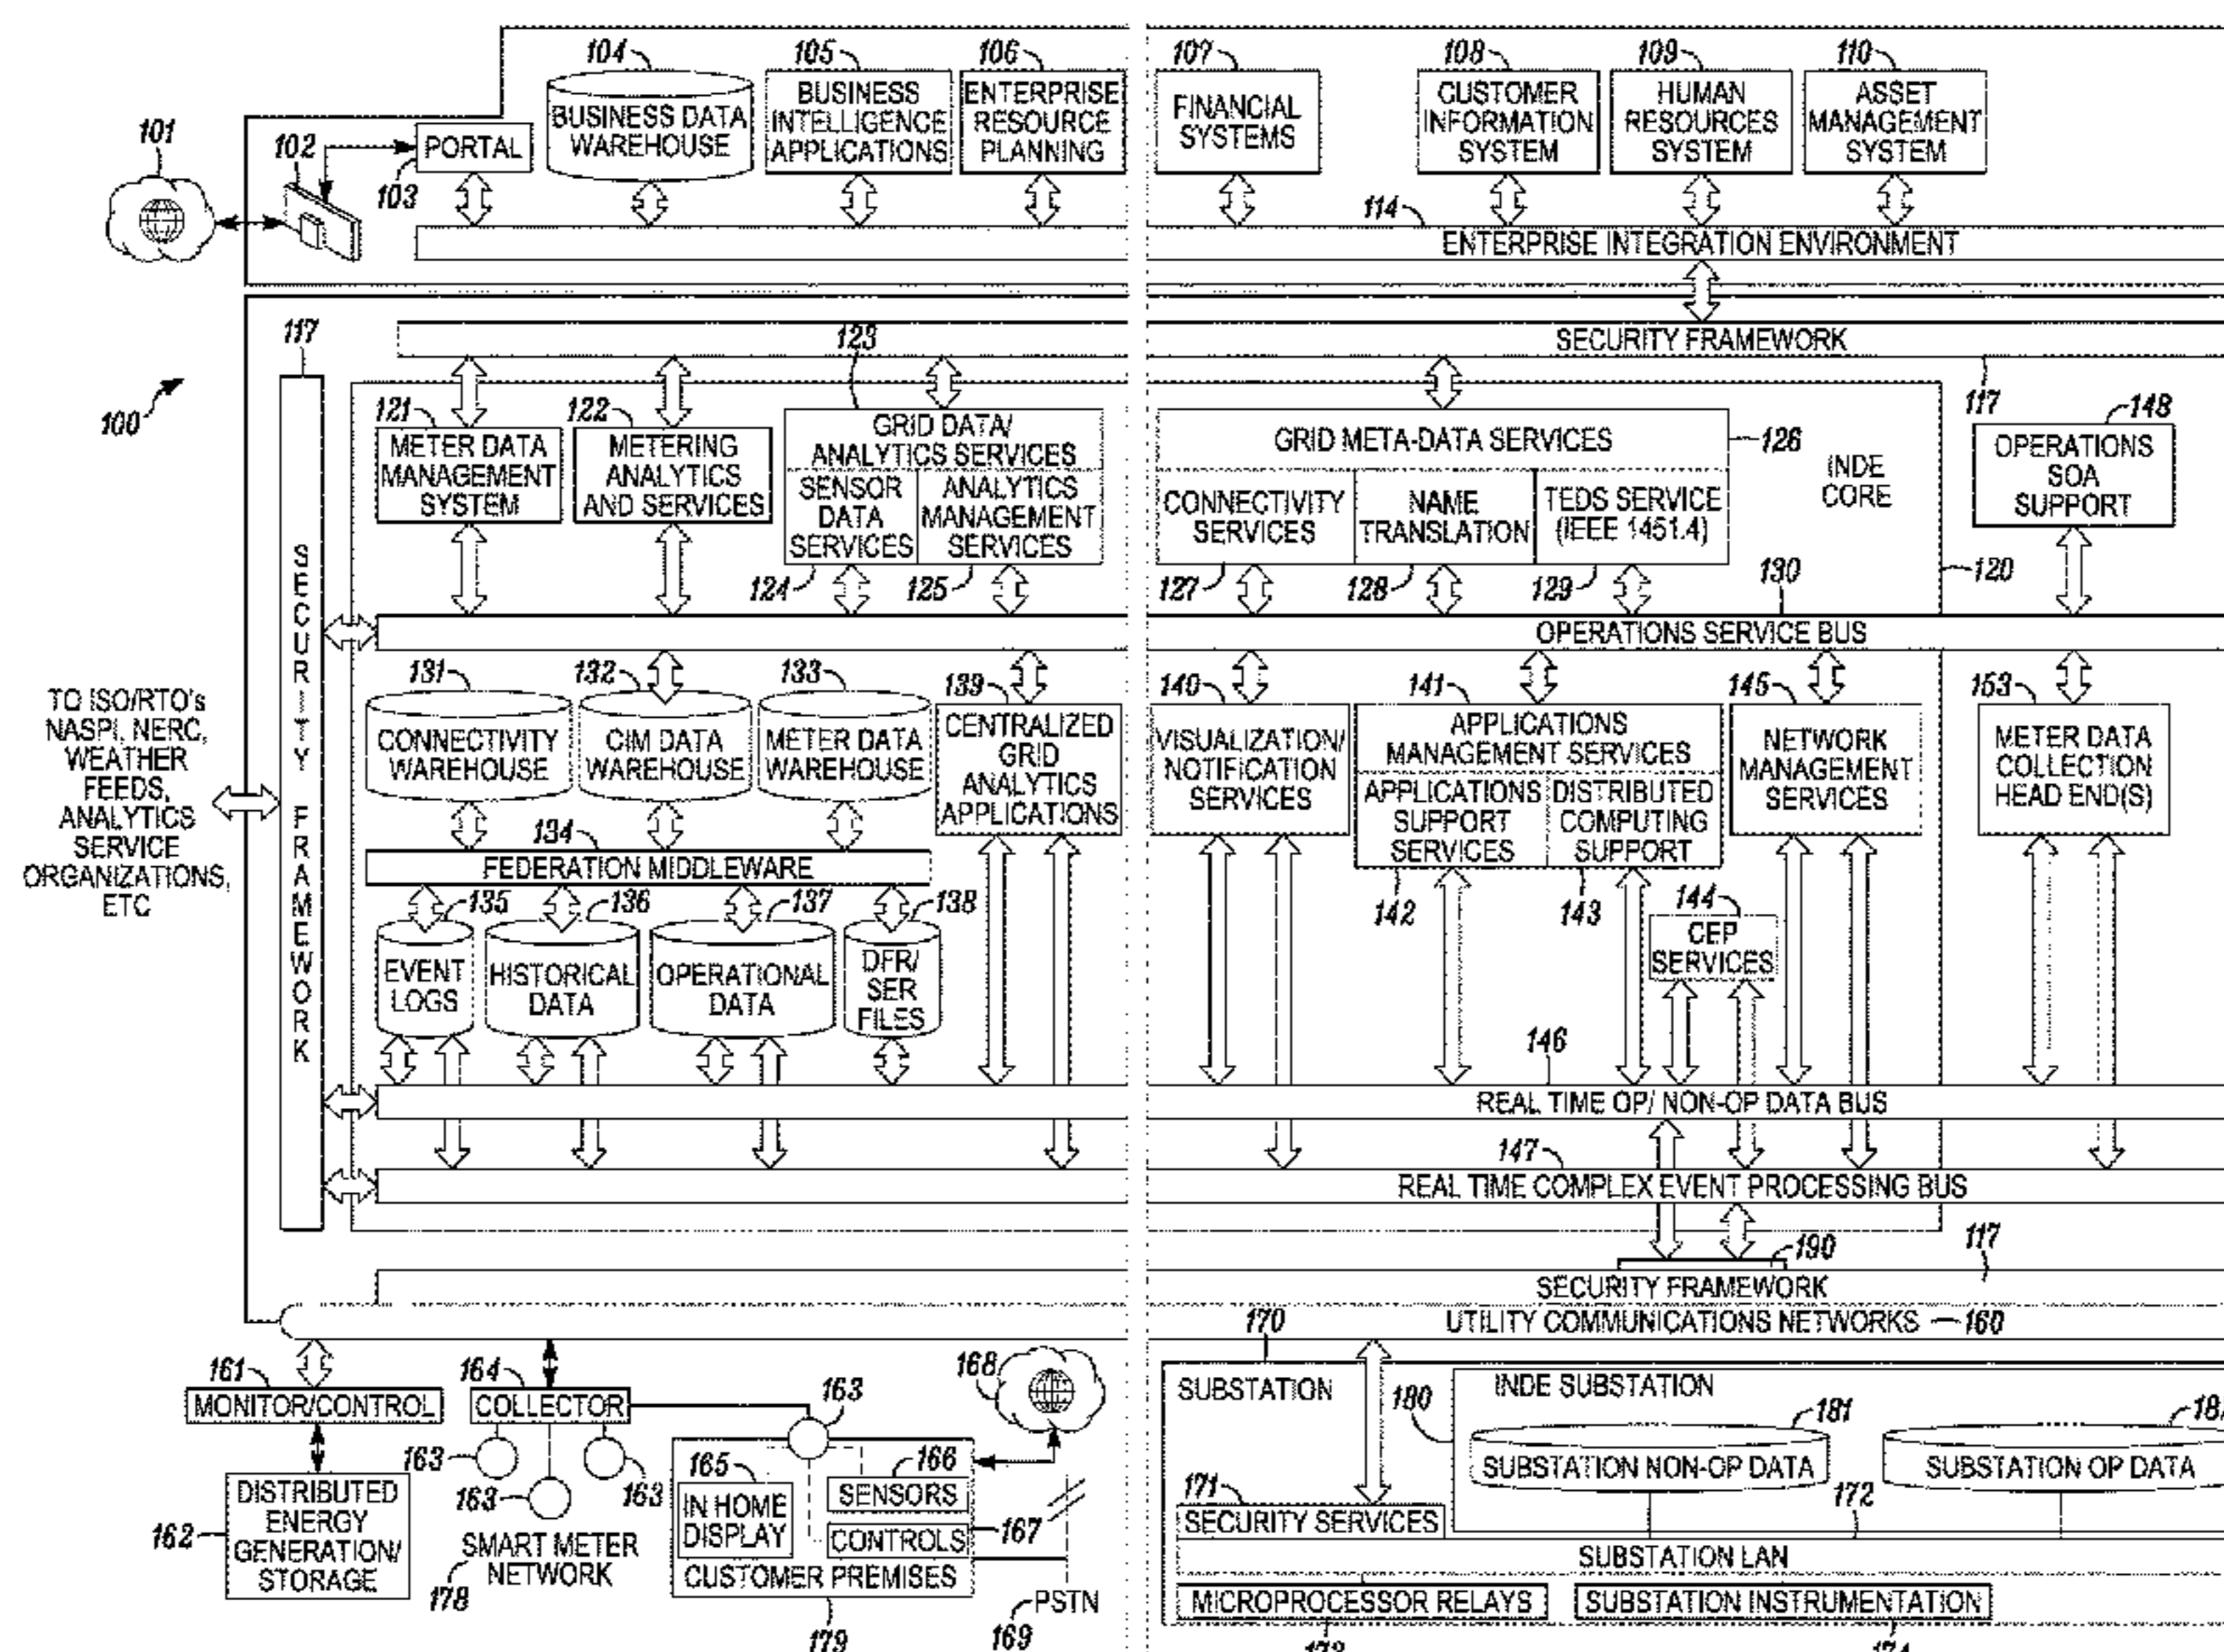 104
105
106
107
108
109
110
BUSINESS DATA
WAREHOUSE
BUSINESS
INTELLIGENCE
APPLICATIONS
ENTERPRISE
RESOURCE
PLANNING
FINANCIAL
SYSTEMS
CUSTOMER
INFORMATION
SYSTEM
HUMAN
RESOURCES
SYSTEM
ASSET
MANAGEMENT
SYSTEM
101
102
PORTAL
103
114
ENTERPRISE INTEGRATION ENVIRONMENT
117
SECURITY FRAMEWORK
123
100
121
METER DATA
MANAGEMENT
SYSTEM
122
METERING
ANALYTICS
AND SERVICES
GRID DATA/
ANALYTICS SERVICES
SENSOR
DATA
SERVICES
ANALYTICS
MANAGEMENT
SERVICES
124
125
GRID META-DATA SERVICES
126
CONNECTIVITY
SERVICES
NAME
TRANSLATION
TEDS SERVICE
(IEEE 1451.4)
127
128
129
INDE
CORE
120
117
148
OPERATIONS
SOA
SUPPORT
130
OPERATIONS SERVICE BUS
SECURITY FRAMEWORK
TO ISO/RTO's
NASPI, NERC,
WEATHER
FEEDS,
ANALYTICS
SERVICE
ORGANIZATIONS,
ETC
131
CONNECTIVITY
WAREHOUSE
132
CIM DATA
WAREHOUSE
133
METER DATA
WAREHOUSE
139
CENTRALIZED
GRID
ANALYTICS
APPLICATIONS
140
VISUALIZATION/
NOTIFICATION
SERVICES
141
APPLICATIONS
MANAGEMENT SERVICES
APPLICATIONS
SUPPORT
SERVICES
DISTRIBUTED
COMPUTING
SUPPORT
142
143
145
NETWORK
MANAGEMENT
SERVICES
153
METER DATA
COLLECTION
HEAD END(S)
134
FEDERATION MIDDLEWARE
135
136
137
138
EVENT
LOGS
HISTORICAL
DATA
OPERATIONAL
DATA
DFR/
SER
FILES
144
CEP
SERVICES
146
REAL TIME OP/ NON-OP DATA BUS
147
REAL TIME COMPLEX EVENT PROCESSING BUS
190
117
SECURITY FRAMEWORK
UTILITY COMMUNICATIONS NETWORKS
160
161
MONITOR/CONTROL
162
DISTRIBUTED
ENERGY
GENERATION/
STORAGE
164
COLLECTOR
163
163
163
163
SMART METER
NETWORK
178
168
165
IN HOME
DISPLAY
166
SENSORS
CONTROLS
167
CUSTOMER PREMISES
179
PSTN
169
170
SUBSTATION
180
INDE SUBSTATION
181
SUBSTATION NON-OP DATA
SUBSTATION OP DATA
171
SECURITY SERVICES
172
SUBSTATION LAN
MICROPROCESSOR RELAYS
SUBSTATION INSTRUMENTATION